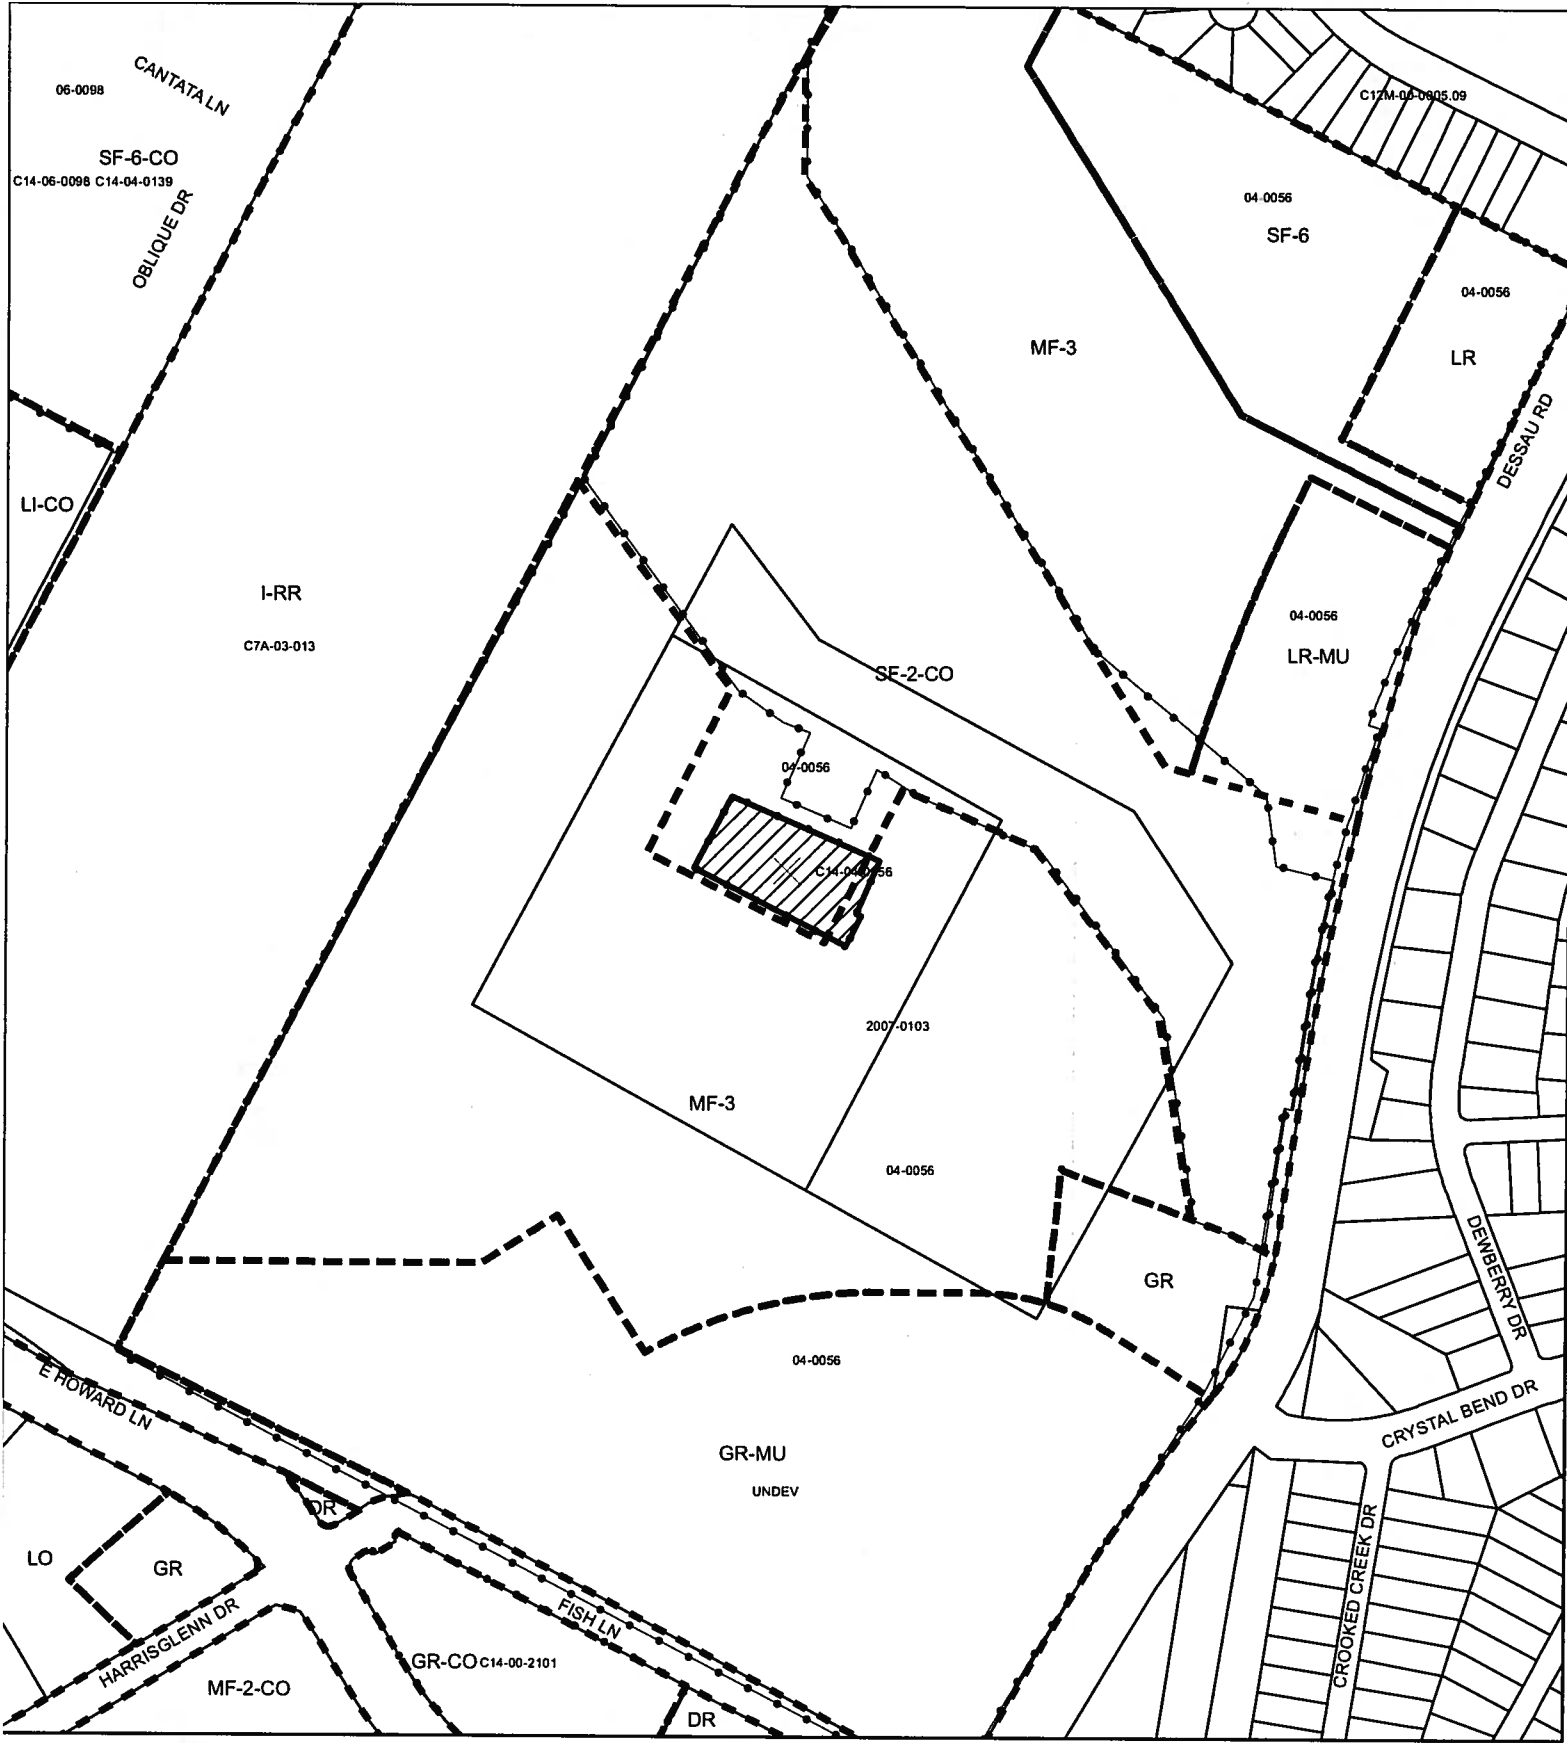 CANTATA LN
06-0098
C12M-00-0005.09
SF-6-CO
C14-06-0098 C14-04-0139
04-0056
SF-6
OBLIQUE DR
04-0056
MF-3
LR
DESSAU RD
LI-CO
I-RR
04-0056
C7A-03-013
LR-MU
SF-2-CO
04-0056
C14-04-0056
2007-0103
MF-3
04-0056
DEWBERRY DR
GR
04-0056
E HOWARD LN
CRYSTAL BEND DR
GR-MU
UNDEV
DR
CROOKED CREEK DR
LO
GR
FISH LN
HARRISGLENN DR
GR-CO C14-00-2101
MF-2-CO
DR